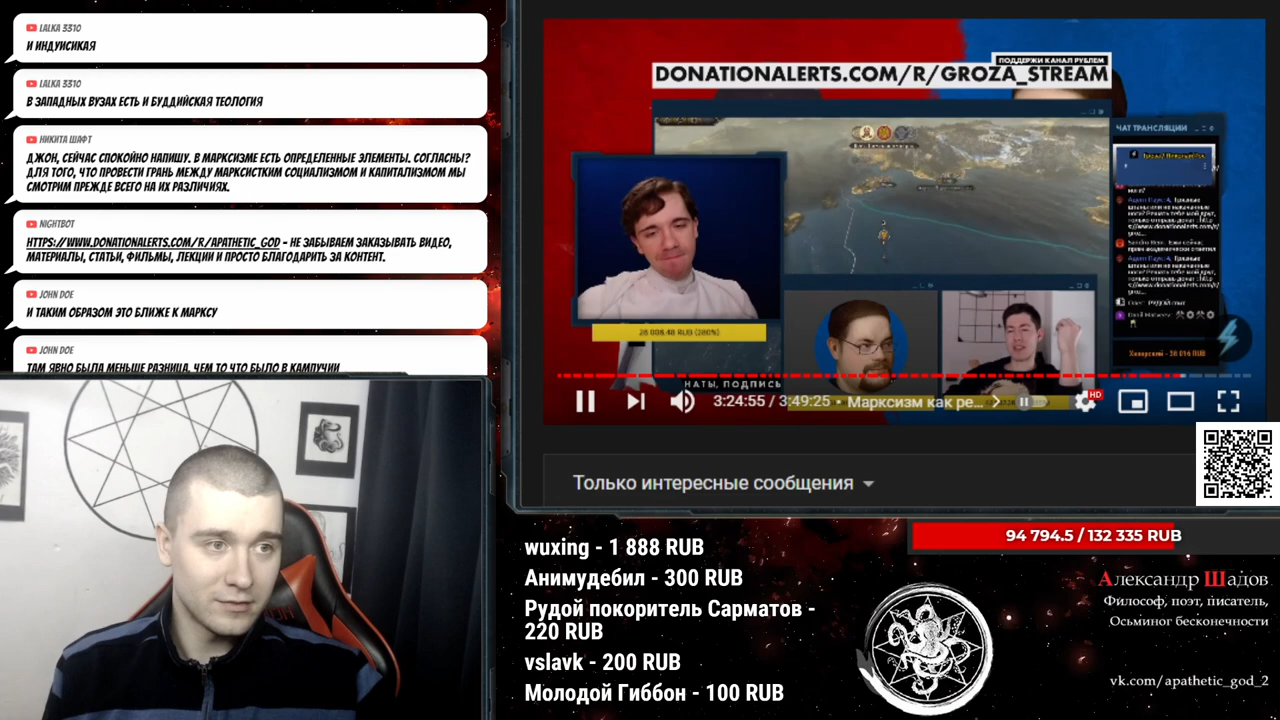 LALKA 3310
И ИНДУИСИКАЯ
LALKA 3310
В ЗАПАДНЫХ ВУЗАХ ЕСТЬ И БУДДИЙСКАЯ ТЕОЛОГИЯ
НИКИТА ШАФТ
ДЖОН, СЕЙЧАС СПОКОЙНО НАПИШУ. В МАРКСИЗМЕ ЕСТЬ ОПРЕДЕЛЕННЫЕ ЭЛЕМЕНТЫ. СОГЛАСНЫ?
ДЛЯ ТОГО, ЧТО ПРОВЕСТИ ГРАНЬ МЕЖДУ МАРКСИСТКИМ СОЦИАЛИЗМОМ И КАПИТАЛИЗМОМ МЫ
СМОТРИМ ПРЕЖДЕ ВСЕГО НА ИХ РАЗЛИЧИЯХ.
NIGHTBOT
HTTPS://WWW.DONATIONALERTS.COM/R/APATHETIC_GOD - НЕ ЗАБЫВАЕМ ЗАКАЗЫВАТЬ ВИДЕО,
МАТЕРИАЛЫ, СТАТЬИ, ФИЛЬМЫ, ЛЕКЦИИ И ПРОСТО БЛАГОДАРИТЬ ЗА КОНТЕНТ.
JOHN DOE
И ТАКИМ ОБРАЗОМ ЭТО БЛИЖЕ К МАРКСУ
JOHN DOE
ТАМ ЯВНО БЫЛА МЕНЬШЕ РАЗНИЦА, ЧЕМ ТО ЧТО БЫЛО В КАМПУЧИИ
ПОДДЕРЖИ КАНАЛ РУБЛЕМ
DONATIONALERTS.COM/R/GROZA_STREAM
ЧАТ ТРАНСЛЯЦИИ
28 008.48 RUB (280%)
НАТЫ, ПОДПИСЬ
3:24:55 / 3:49:25 • Марксизм как ре...
HD
Только интересные сообщения
94 794.5 / 132 335 RUB
wuxing - 1 888 RUB
Анимудебил - 300 RUB
Рудой покоритель Сарматов -
220 RUB
vslavk - 200 RUB
Молодой Гиббон - 100 RUB
Александр Шадов
Философ, поэт, писатель,
Осьминог бесконечности
vk.com/apathetic_god_2